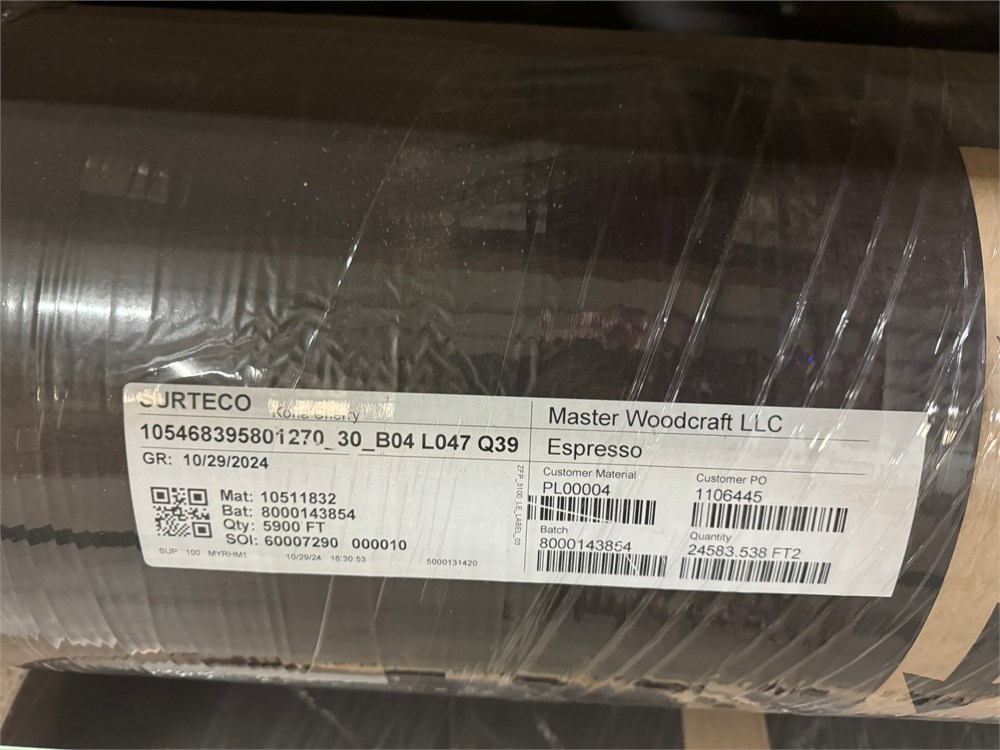 SURTECO
Kona Cherry
105468395801270_30_B04 L047 Q39
GR: 10/29/2024
Mat: 10511832
Bat: 8000143854
Qty: 5900 FT
SOI: 60007290 000010
SUP 100 MYRHM1 10/29/24 16:30:53 5000131420
ZFP_3100_LE_LABEL_03
Master Woodcraft LLC
Espresso
Customer Material
PL00004
Customer PO
1106445
Batch
8000143854
Quantity
24583.538 FT2